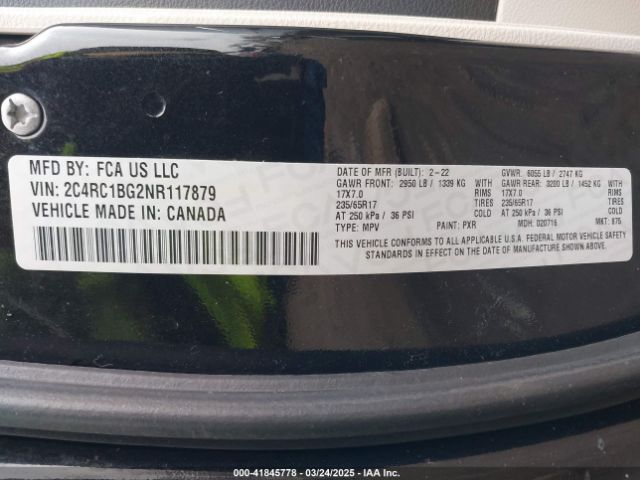 MFD BY: FCA US LLC
VIN: 2C4RC1BG2NR117879
VEHICLE MADE IN: CANADA
DATE OF MFR (BUILT): 2-22 GVWR. 6055 LB / 2747 KG
GAWR FRONT: 2950 LB / 1339 KG WITH GAWR REAR: 3200 LB / 1452 KG WITH
17X7.0 RIMS 17X7.0 RIMS
235/65R17 TIRES 235/65R17 TIRES
AT 250 kPa / 36 PSI COLD AT 250 kPa / 36 PSI COLD
TYPE: MPV PAINT: PXR MDH: 020716 MKT:
THIS VEHICLE CONFORMS TO ALL APPLICABLE U.S.A. FEDERAL MOTOR VEHICLE SAFETY
STANDARDS IN EFFECT ON THE DATE OF MANUFACTURE SHOWN ABOVE.
000-41845778 - 03/24/2025 - IAA Inc.